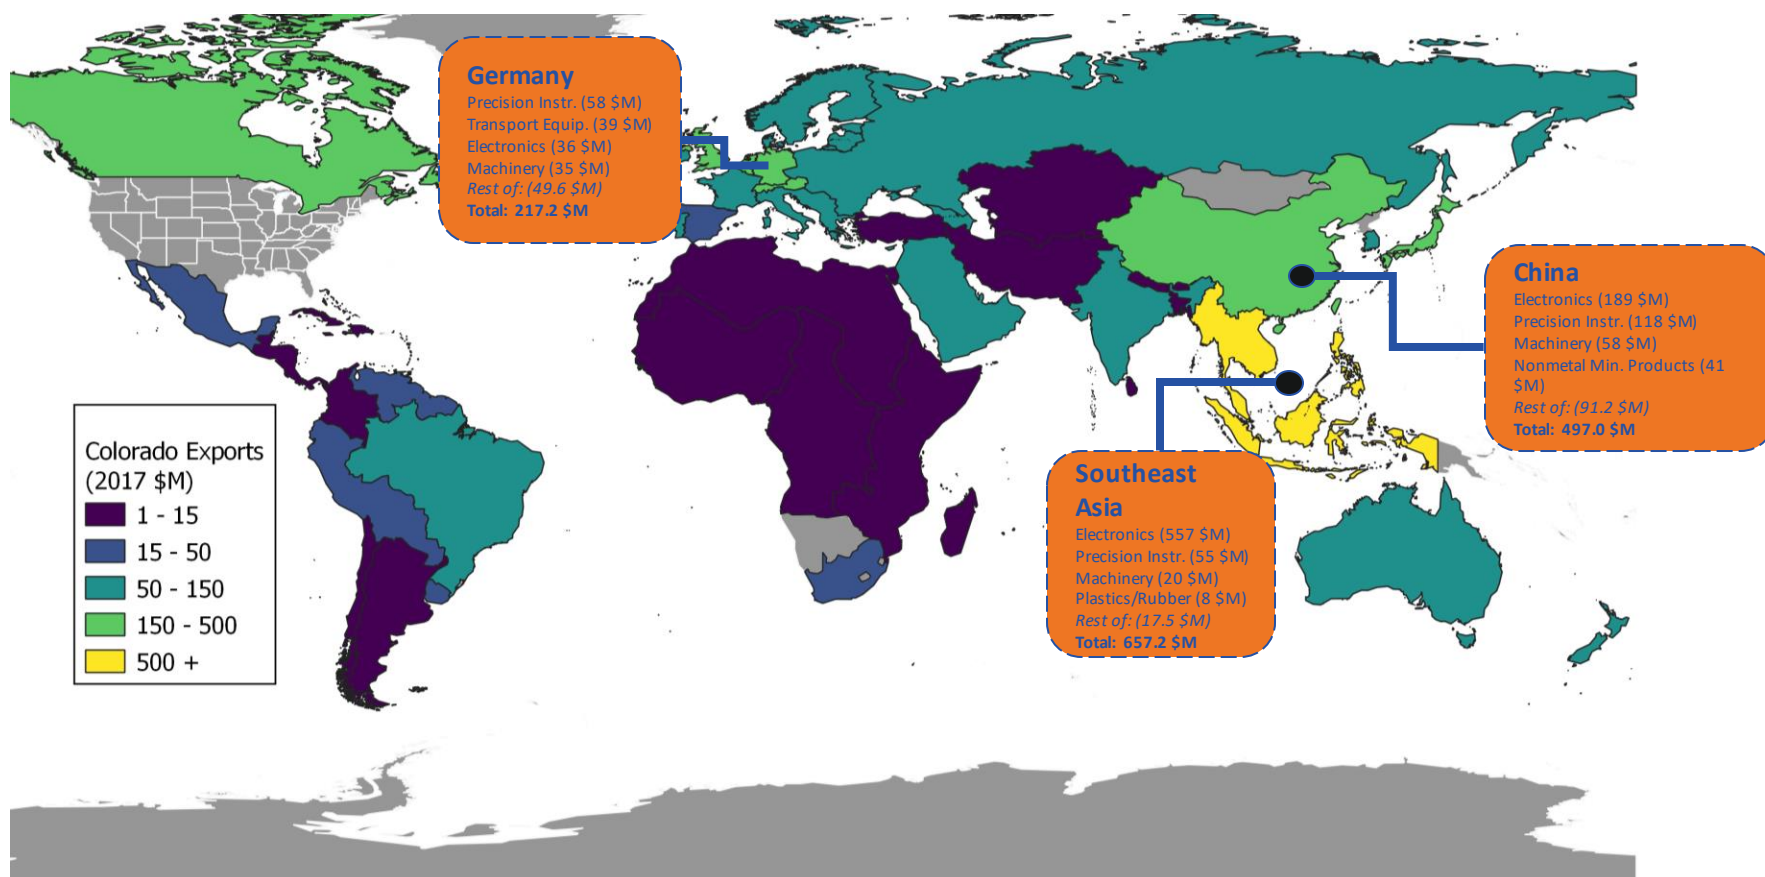 Germany
Precision Instr. (58 $M)
Transport Equip. (39 $M)
Electronics (36 $M)
Machinery (35 $M)
Rest of: (49.6 $M)
Total: 217.2 $M
China
Electronics (189 $M)
Precision Instr. (118 $M)
Machinery (58 $M)
Nonmetal Min. Products (41
$M)
Rest of: (91.2 $M)
Total: 497.0 $M
Southeast
Asia
Electronics (557 $M)
Precision Instr. (55 $M)
Machinery (20 $M)
Plastics/Rubber (8 $M)
Rest of: (17.5 $M)
Total: 657.2 $M
Colorado Exports
(2017 $M)
1 - 15
15 - 50
50 - 150
150 - 500
500 +